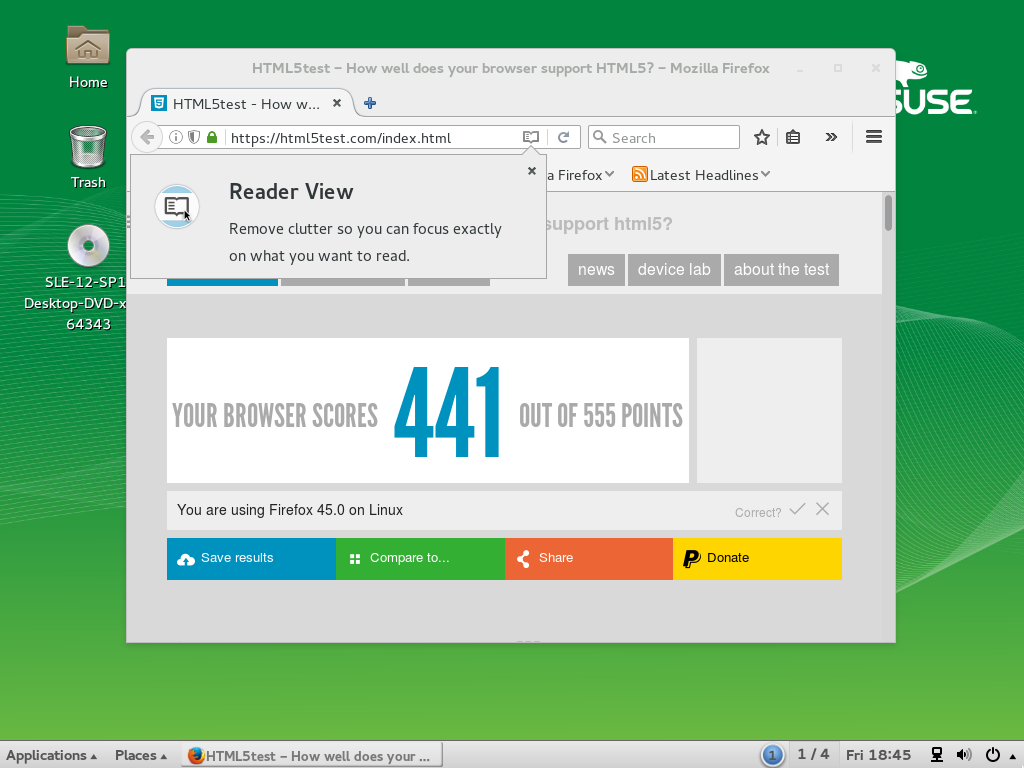 Home
Trash
SLE-12-SP1
Desktop-DVD-x
64343
SUSE
HTML5test – How well does your browser support HTML5? – Mozilla Firefox
HTML5test - How w...
https://html5test.com/index.html
Search
a Firefox
Latest Headlines
Reader View
Remove clutter so you can focus exactly
on what you want to read.
support html5?
news
device lab
about the test
YOUR BROWSER SCORES 441 OUT OF 555 POINTS
You are using Firefox 45.0 on Linux
Correct?
Save results
Compare to...
Share
Donate
Applications
Places
HTML5test – How well does your ...
1
1 / 4
Fri 18:45